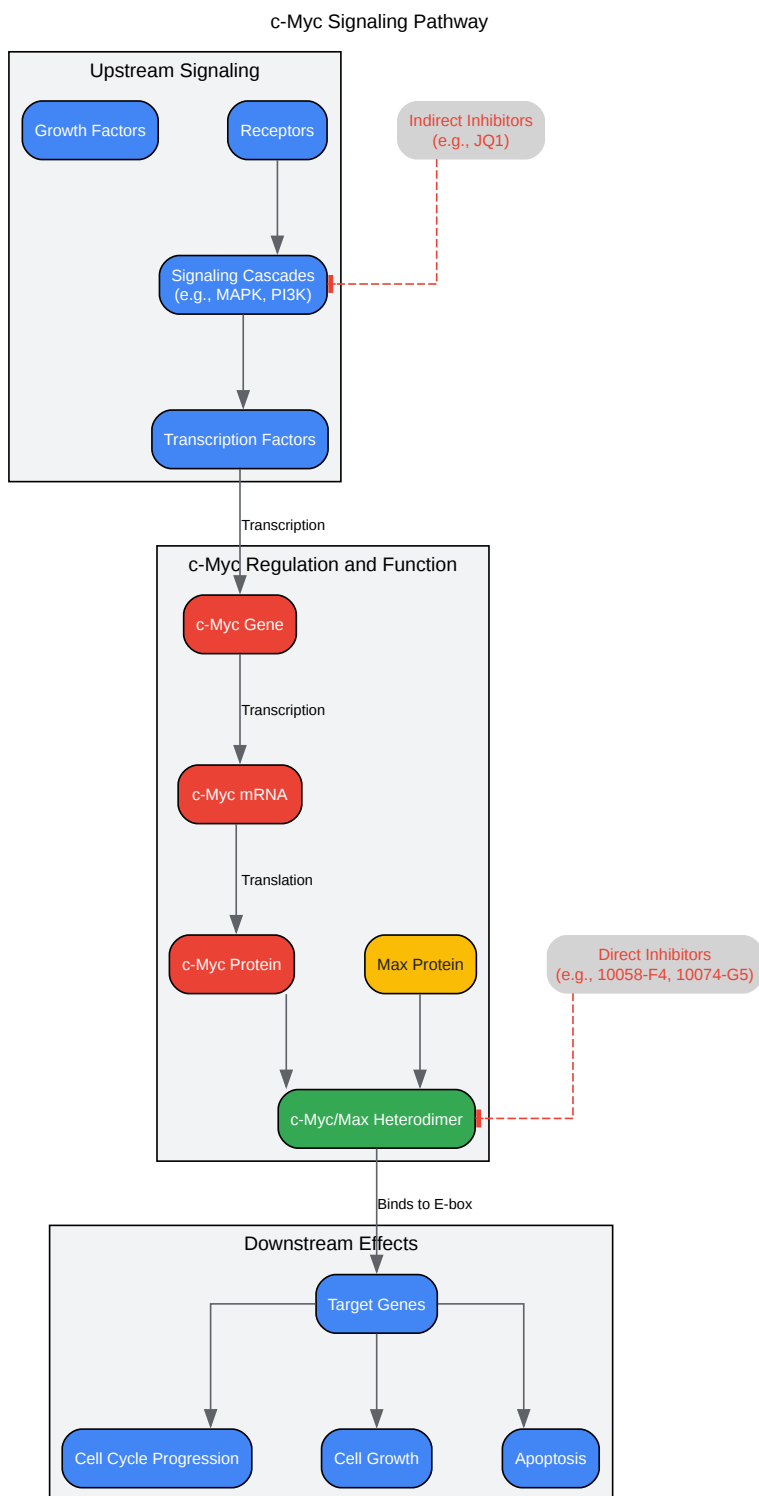 c-Myc Signaling Pathway
Upstream Signaling
Growth Factors
Receptors
Indirect Inhibitors
(e.g., JQ1)
Signaling Cascades
(e.g., MAPK, PI3K)
Transcription Factors
Transcription
c-Myc Regulation and Function
c-Myc Gene
Transcription
c-Myc mRNA
Translation
c-Myc Protein
Max Protein
Direct Inhibitors
(e.g., 10058-F4, 10074-G5)
c-Myc/Max Heterodimer
Binds to E-box
Downstream Effects
Target Genes
Cell Cycle Progression
Cell Growth
Apoptosis